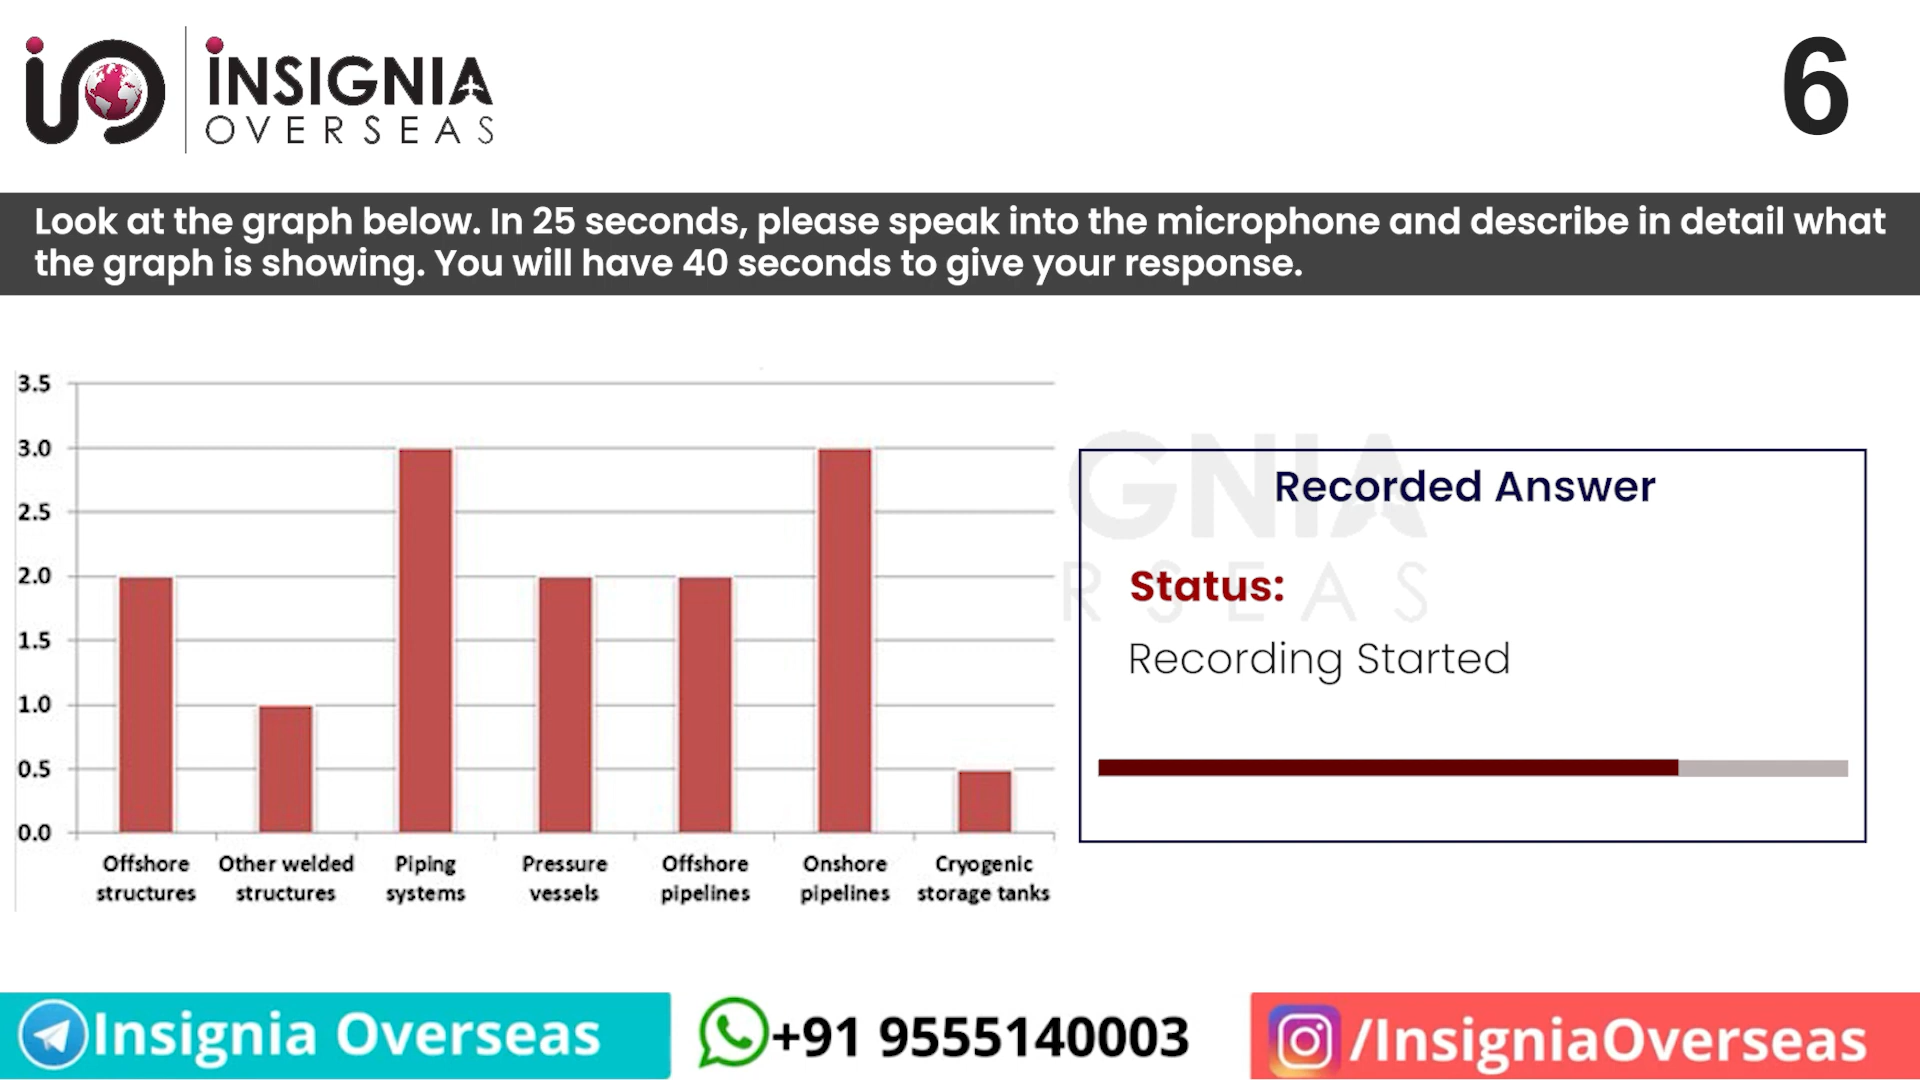 INSIGNIA
OVERSEAS
6
Look at the graph below. In 25 seconds, please speak into the microphone and describe in detail what
the graph is showing. You will have 40 seconds to give your response.
3.5
3.0
2.5
2.0
1.5
1.0
0.5
0.0
Offshore structures
Other welded structures
Piping systems
Pressure vessels
Offshore pipelines
Onshore pipelines
Cryogenic storage tanks
GNIA
RSEAS
Recorded Answer
Status:
Recording Started
Insignia Overseas
+91 9555140003
/InsigniaOverseas